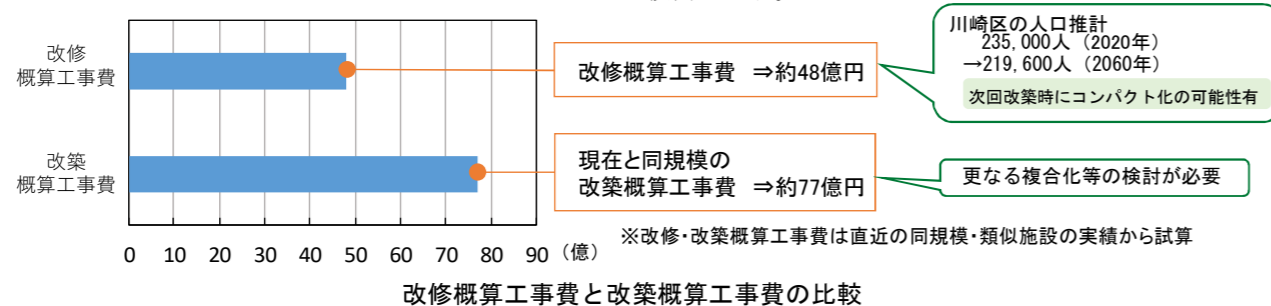 改修
概算工事費
改築
概算工事費
0 10 20 30 40 50 60 70 80 90 (億)
改修概算工事費 ⇒約48億円
現在と同規模の
改築概算工事費 ⇒約77億円
川崎区の人口推計
235,000人（2020年）
→219,600人（2060年）
次回改築時にコンパクト化の可能性有
更なる複合化等の検討が必要
※改修・改築概算工事費は直近の同規模・類似施設の実績から試算
改修概算工事費と改築概算工事費の比較